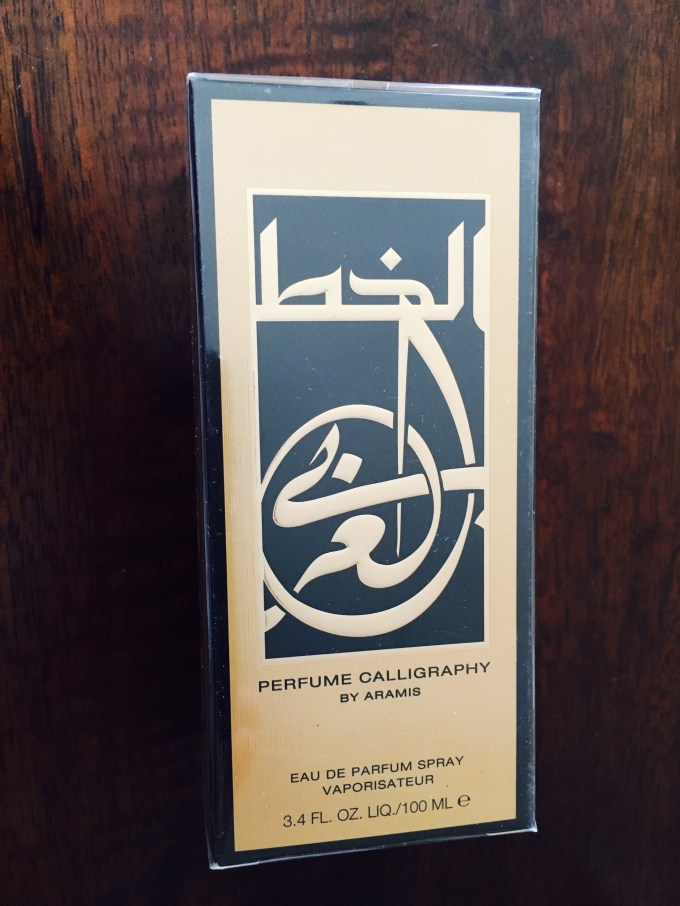 الخط
العربي
PERFUME CALLIGRAPHY
BY ARAMIS
EAU DE PARFUM SPRAY
VAPORISATEUR
3.4 FL. OZ. LIQ./100 ML ℮